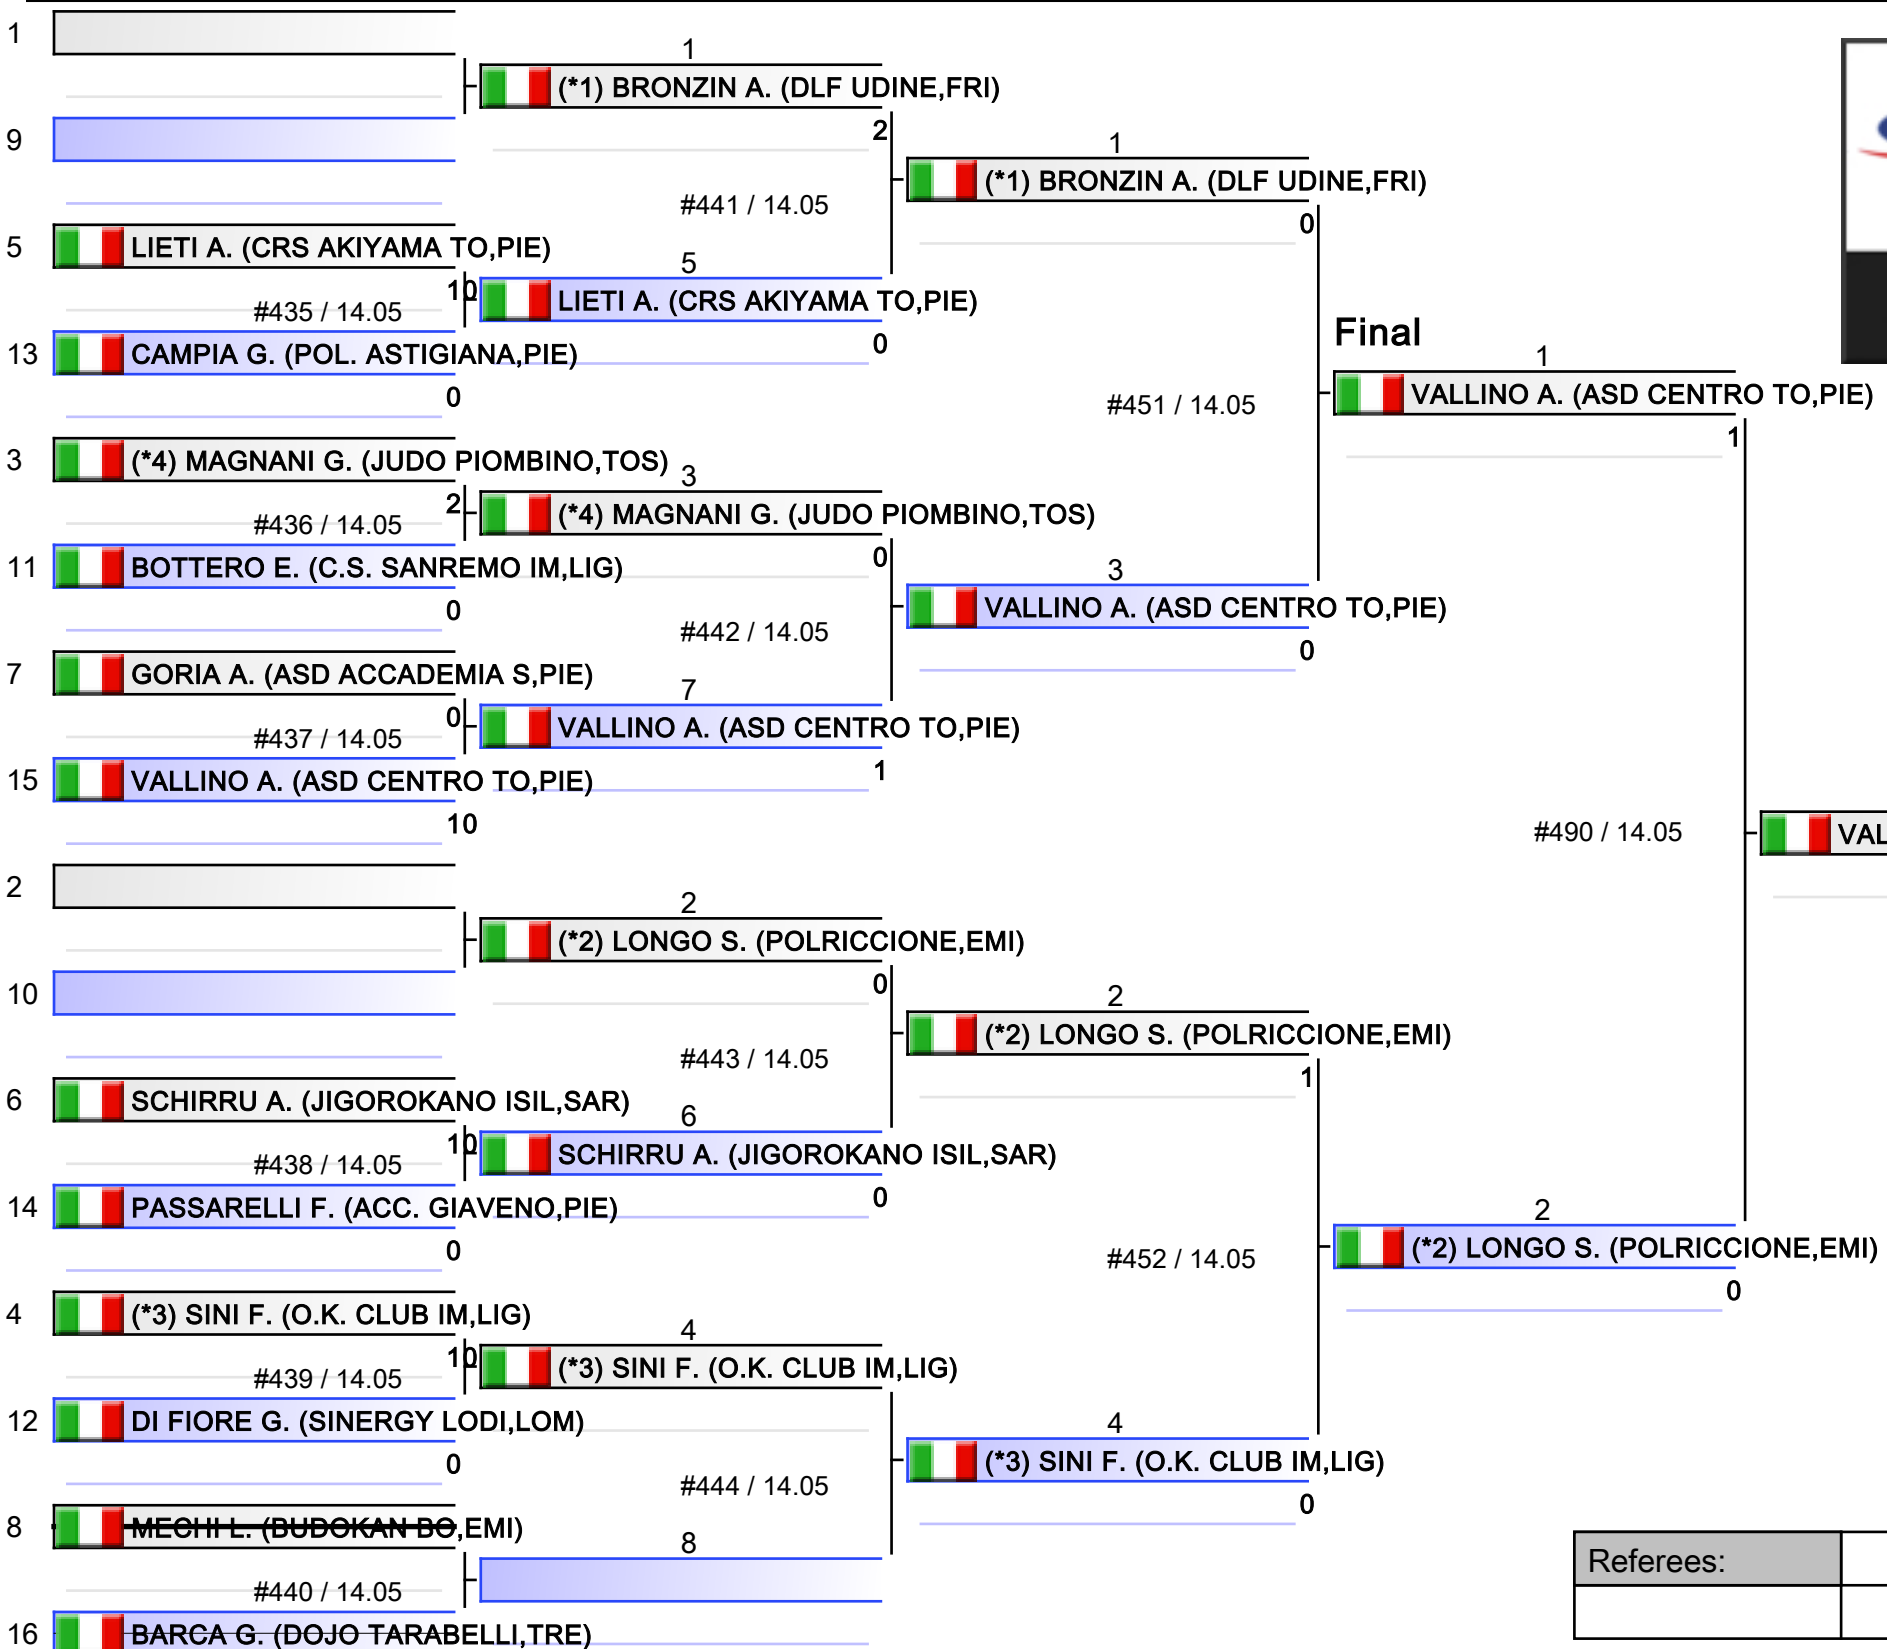 1
1
(*1) BRONZIN A. (DLF UDINE,FRI)
2
9
1
(*1) BRONZIN A. (DLF UDINE,FRI)
0
#441 / 14.05
5
LIETI A. (CRS AKIYAMA TO,PIE)
10
5
LIETI A. (CRS AKIYAMA TO,PIE)
0
#435 / 14.05
13
CAMPIA G. (POL. ASTIGIANA,PIE)
0
Final
1
VALLINO A. (ASD CENTRO TO,PIE)
1
#451 / 14.05
3
(*4) MAGNANI G. (JUDO PIOMBINO,TOS)
2
3
(*4) MAGNANI G. (JUDO PIOMBINO,TOS)
0
#436 / 14.05
11
BOTTERO E. (C.S. SANREMO IM,LIG)
0
3
VALLINO A. (ASD CENTRO TO,PIE)
0
#442 / 14.05
7
GORIA A. (ASD ACCADEMIA S,PIE)
0
7
VALLINO A. (ASD CENTRO TO,PIE)
1
#437 / 14.05
15
VALLINO A. (ASD CENTRO TO,PIE)
10
#490 / 14.05
VAL
2
2
(*2) LONGO S. (POLRICCIONE,EMI)
0
10
2
(*2) LONGO S. (POLRICCIONE,EMI)
1
#443 / 14.05
6
SCHIRRU A. (JIGOROKANO ISIL,SAR)
10
6
SCHIRRU A. (JIGOROKANO ISIL,SAR)
0
#438 / 14.05
14
PASSARELLI F. (ACC. GIAVENO,PIE)
0
2
(*2) LONGO S. (POLRICCIONE,EMI)
0
#452 / 14.05
4
(*3) SINI F. (O.K. CLUB IM,LIG)
10
4
(*3) SINI F. (O.K. CLUB IM,LIG)
#439 / 14.05
12
DI FIORE G. (SINERGY LODI,LOM)
0
4
(*3) SINI F. (O.K. CLUB IM,LIG)
0
#444 / 14.05
8
MECHI L. (BUDOKAN BO,EMI)
8
#440 / 14.05
16
BARCA G. (DOJO TARABELLI,TRE)
Referees: